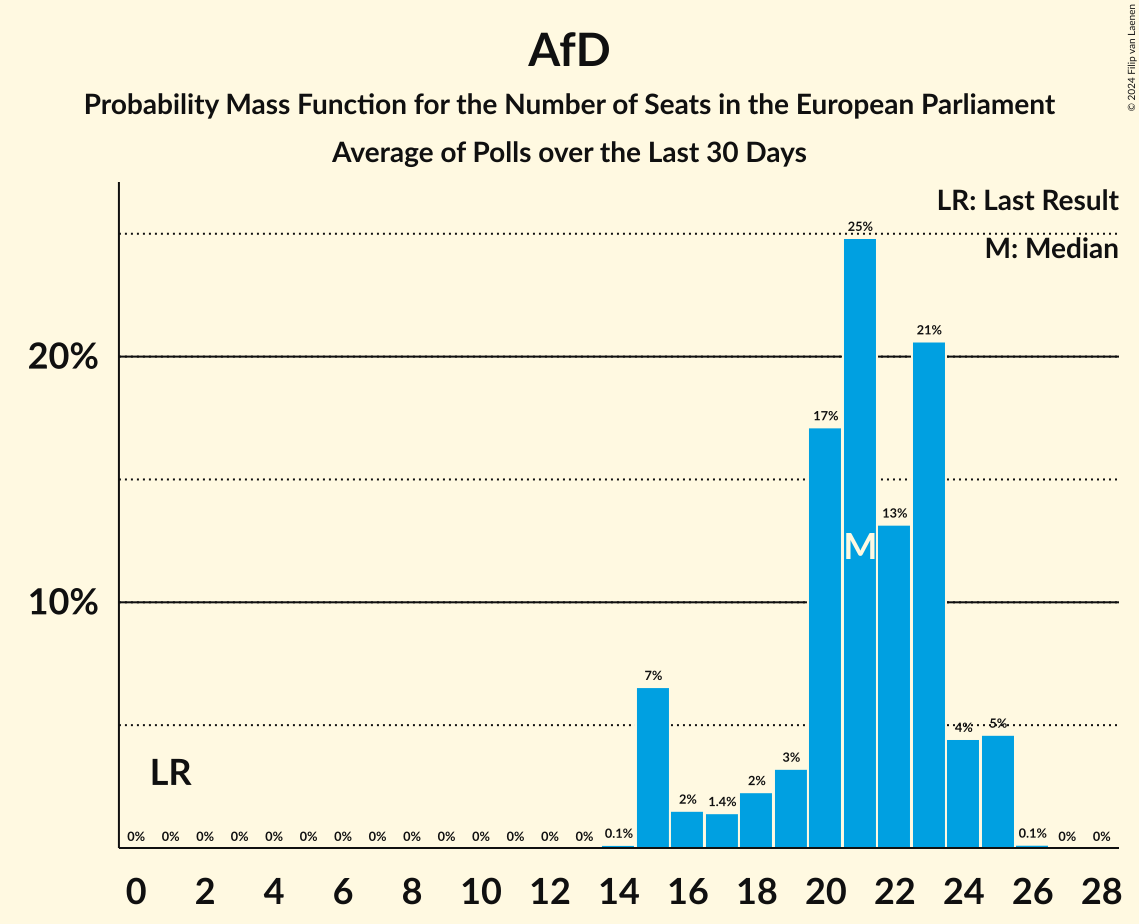 AfD
Probability Mass Function for the Number of Seats in the European Parliament
Average of Polls over the Last 30 Days
© 2024 Filip van Laenen
LR: Last Result
M: Median
25%
21%
20%
17%
13%
M
10%
7%
4% 5%
3%
2%
2% 1.4%
LR
0% 0% 0% 0% 0% 0% 0% 0% 0% 0% 0% 0% 0% 0% 0.1% 0.1% 0% 0%
0 2 4 6 8 10 12 14 16 18 20 22 24 26 28